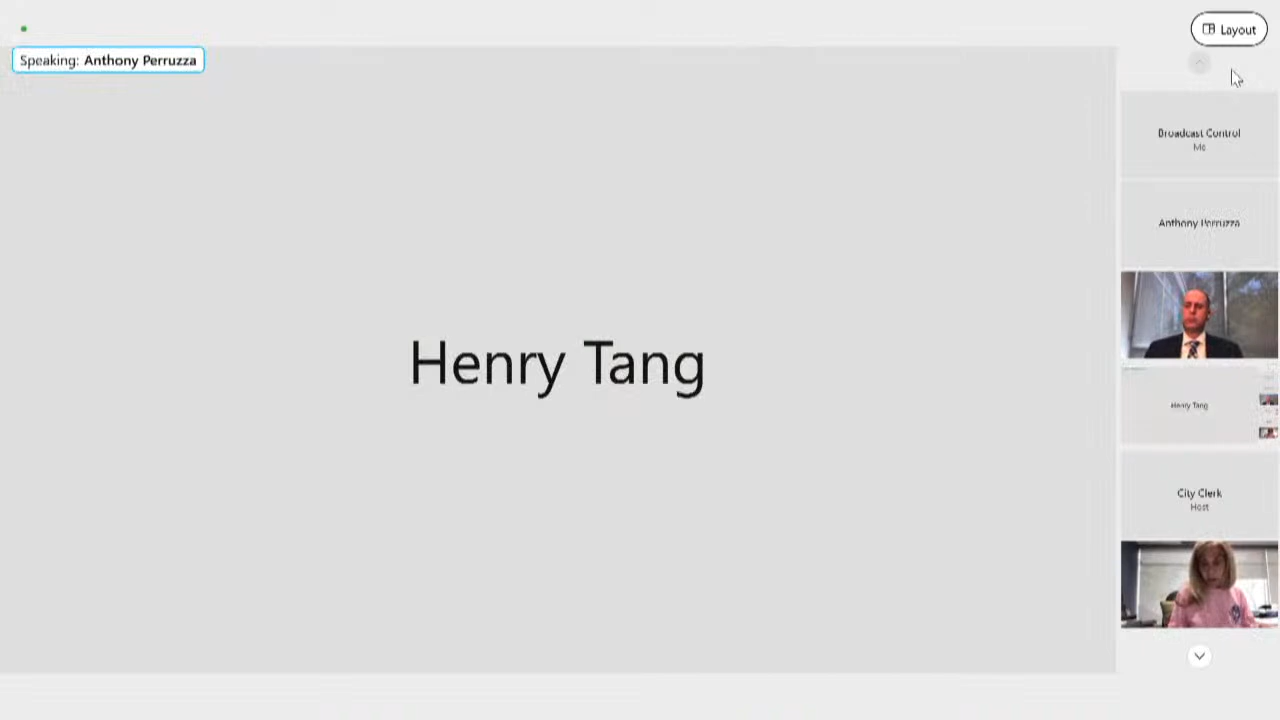 Layout
Speaking: Anthony Perruzza
Broadcast Control
Me
Anthony Perruzza
Henry Tang
Henry Tang
City Clerk
Host